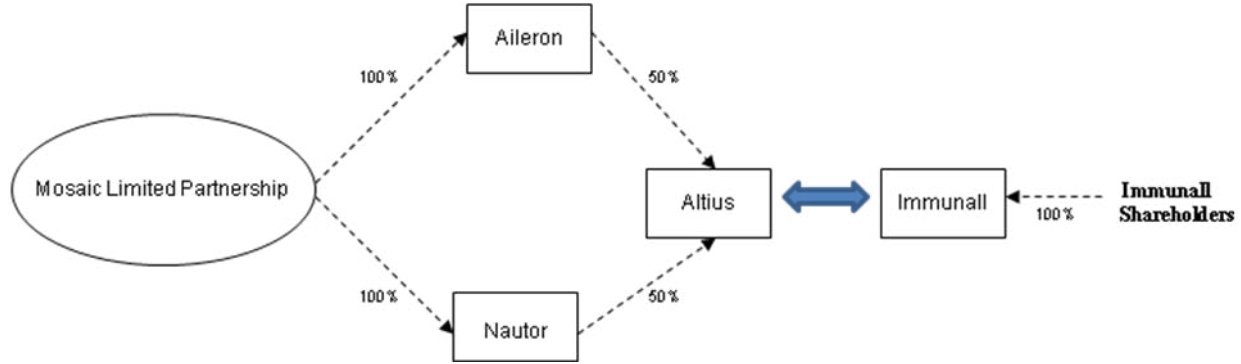 Aileron
100%
50%
Mosaic Limited Partnership
Altius
Immunall
100%
Immunall
Shareholders
100%
50%
Nautor